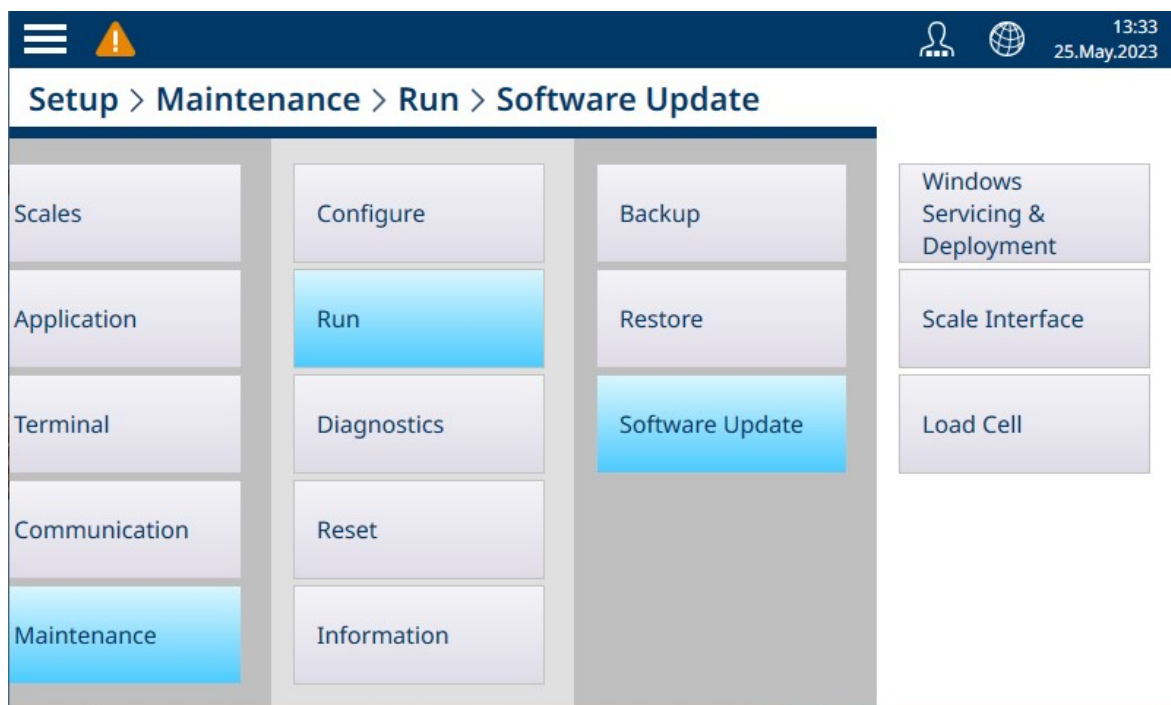 13:33
25.May.2023
Setup > Maintenance > Run > Software Update
Scales
Configure
Backup
Windows
Servicing &
Deployment
Application
Run
Restore
Scale Interface
Terminal
Diagnostics
Software Update
Load Cell
Communication
Reset
Maintenance
Information